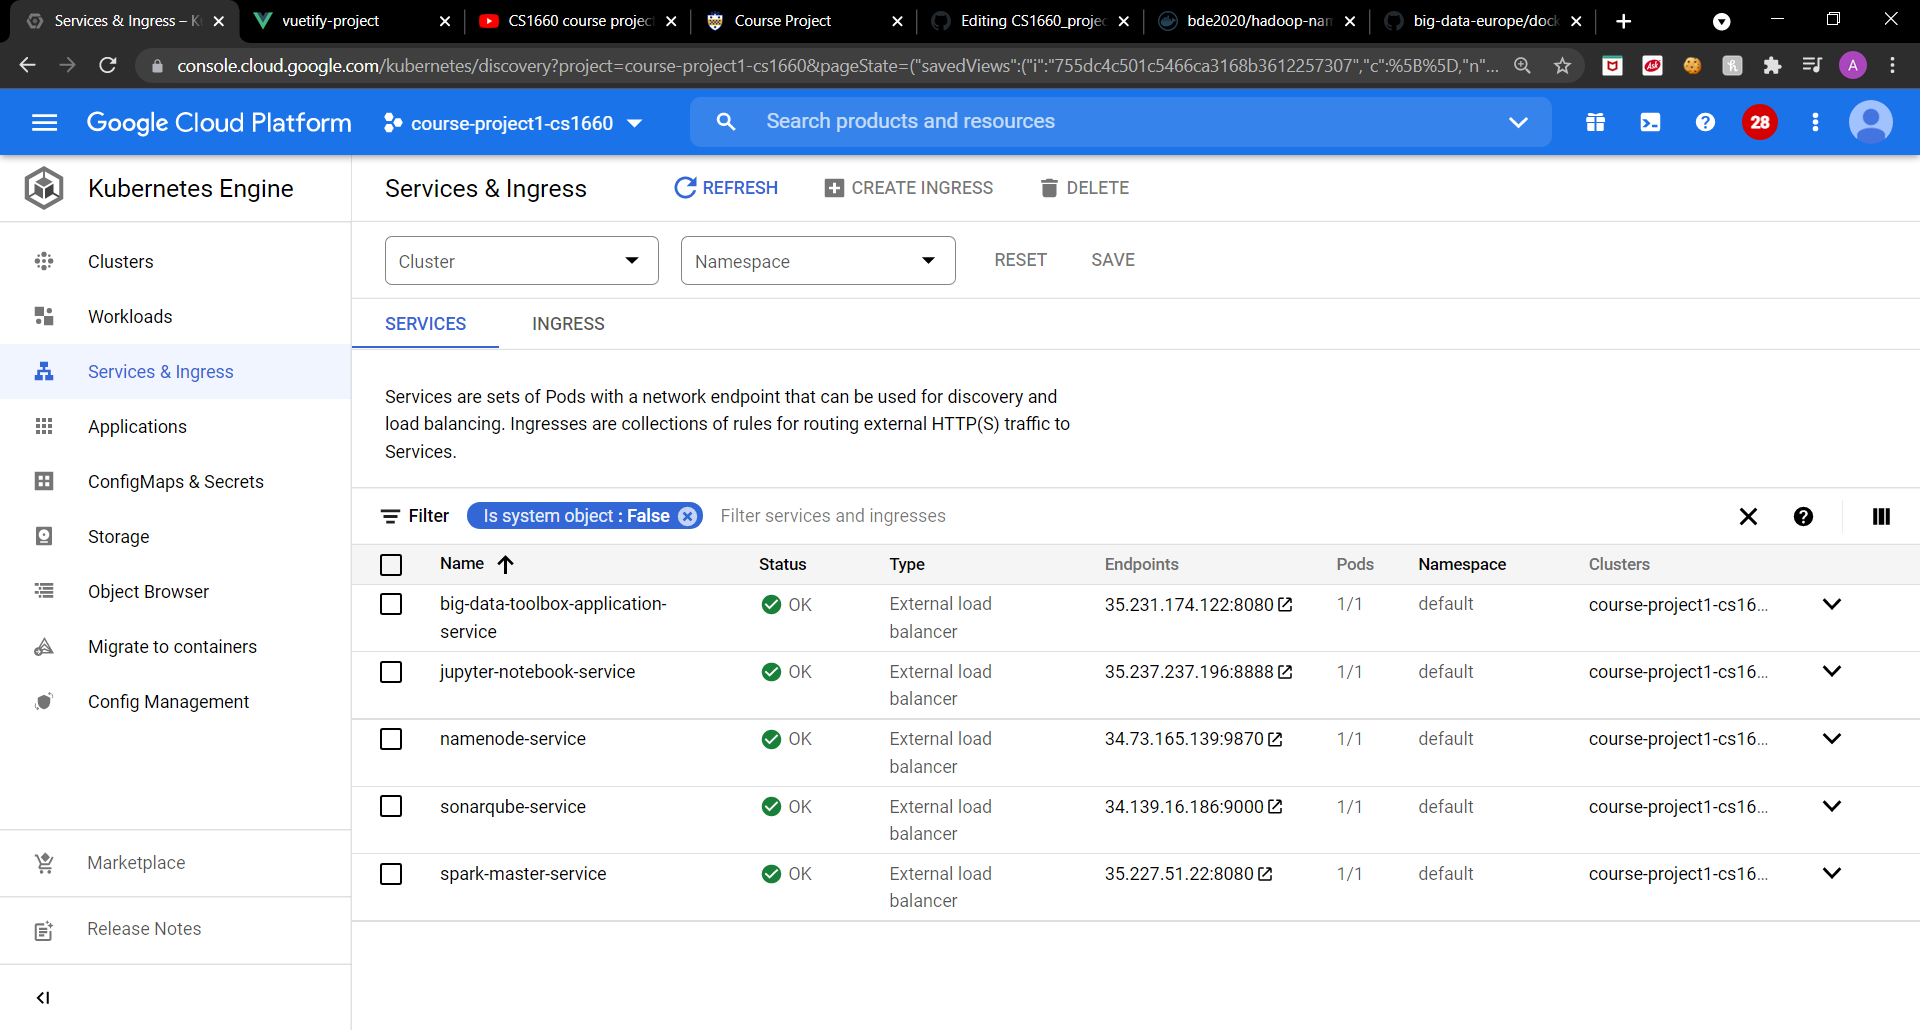 Services & Ingress – K
vuetify-project
CS1660 course project
Course Project
Editing CS1660_projec
bde2020/hadoop-nam
big-data-europe/dock
console.cloud.google.com/kubernetes/discovery?project=course-project1-cs1660&pageState=("savedViews":("i":"755dc4c501c5466ca3168b3612257307","c":%5B%5D,"n"...
A
Google Cloud Platform
course-project1-cs1660
Search products and resources
28
Kubernetes Engine
Services & Ingress
REFRESH
CREATE INGRESS
DELETE
Clusters
Workloads
Services & Ingress
Applications
ConfigMaps & Secrets
Storage
Object Browser
Migrate to containers
Config Management
Marketplace
Release Notes
Cluster
Namespace
RESET
SAVE
SERVICES
INGRESS
Services are sets of Pods with a network endpoint that can be used for discovery and
load balancing. Ingresses are collections of rules for routing external HTTP(S) traffic to
Services.
Filter
Is system object : False
Filter services and ingresses
Name Status Type Endpoints Pods Namespace Clusters
big-data-toolbox-application- OK External load 35.231.174.122:8080 1/1 default course-project1-cs16...
service balancer
jupyter-notebook-service OK External load 35.237.237.196:8888 1/1 default course-project1-cs16...
balancer
namenode-service OK External load 34.73.165.139:9870 1/1 default course-project1-cs16...
balancer
sonarqube-service OK External load 34.139.16.186:9000 1/1 default course-project1-cs16...
balancer
spark-master-service OK External load 35.227.51.22:8080 1/1 default course-project1-cs16...
balancer